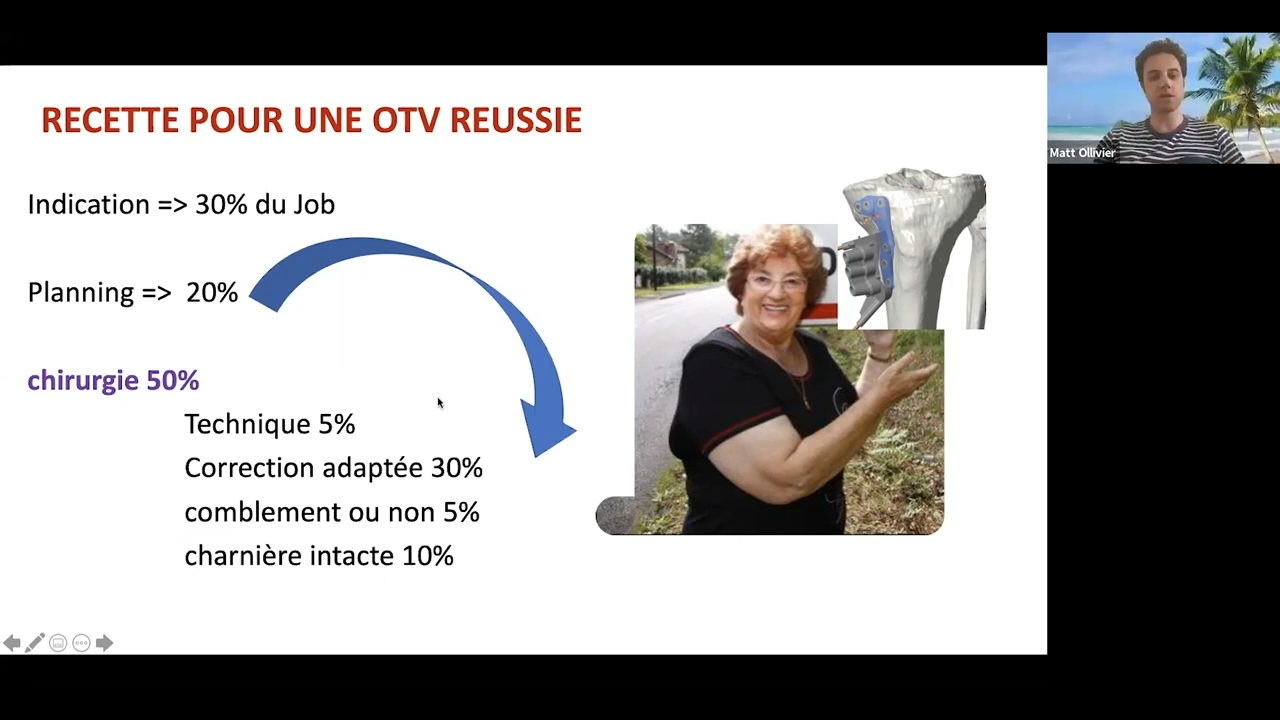 RECETTE POUR UNE OTV REUSSIE
Indication => 30% du Job
Planning => 20%
chirurgie 50%
Technique 5%
Correction adaptée 30%
comblement ou non 5%
charnière intacte 10%
Matt Ollivier